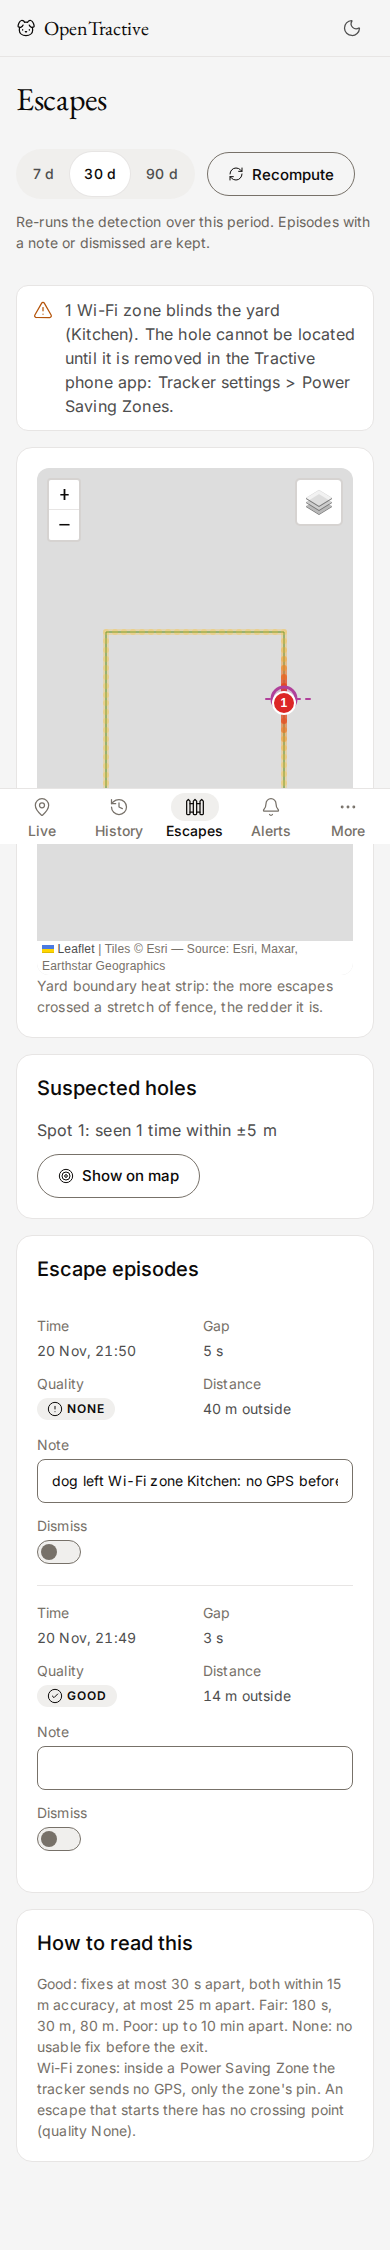 OpenTractive
Escapes
7 d 30 d 90 d Recompute
Re-runs the detection over this period. Episodes with
a note or dismissed are kept.
1 Wi-Fi zone blinds the yard
(Kitchen). The hole cannot be located
until it is removed in the Tractive
phone app: Tracker settings > Power
Saving Zones.
+
−
1
Live History Escapes Alerts More
Leaflet | Tiles © Esri — Source: Esri, Maxar,
Earthstar Geographics
Yard boundary heat strip: the more escapes
crossed a stretch of fence, the redder it is.
Suspected holes
Spot 1: seen 1 time within ±5 m
Show on map
Escape episodes
Time Gap
20 Nov, 21:50 5 s
Quality Distance
NONE 40 m outside
Note
dog left Wi-Fi zone Kitchen: no GPS before
Dismiss
Time Gap
20 Nov, 21:49 3 s
Quality Distance
GOOD 14 m outside
Note
Dismiss
How to read this
Good: fixes at most 30 s apart, both within 15
m accuracy, at most 25 m apart. Fair: 180 s,
30 m, 80 m. Poor: up to 10 min apart. None: no
usable fix before the exit.
Wi-Fi zones: inside a Power Saving Zone the
tracker sends no GPS, only the zone's pin. An
escape that starts there has no crossing point
(quality None).